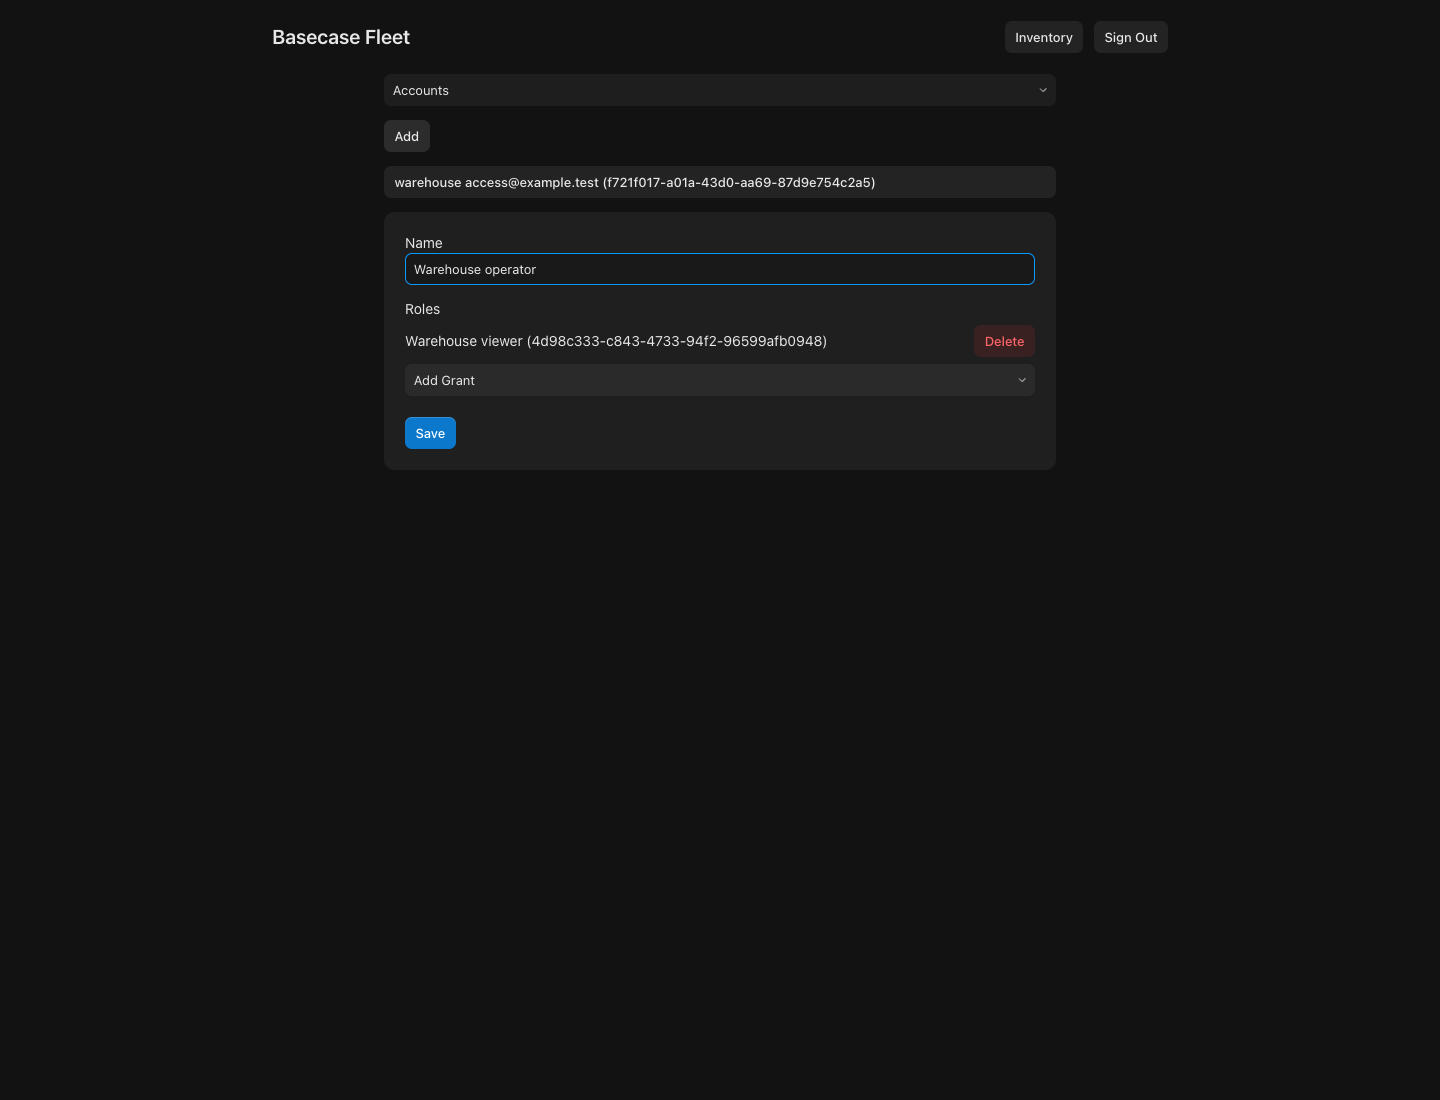 Basecase Fleet
Inventory
Sign Out
Accounts
Add
warehouse access@example.test (f721f017-a01a-43d0-aa69-87d9e754c2a5)
Name
Warehouse operator
Roles
Warehouse viewer (4d98c333-c843-4733-94f2-96599afb0948)
Delete
Add Grant
Save